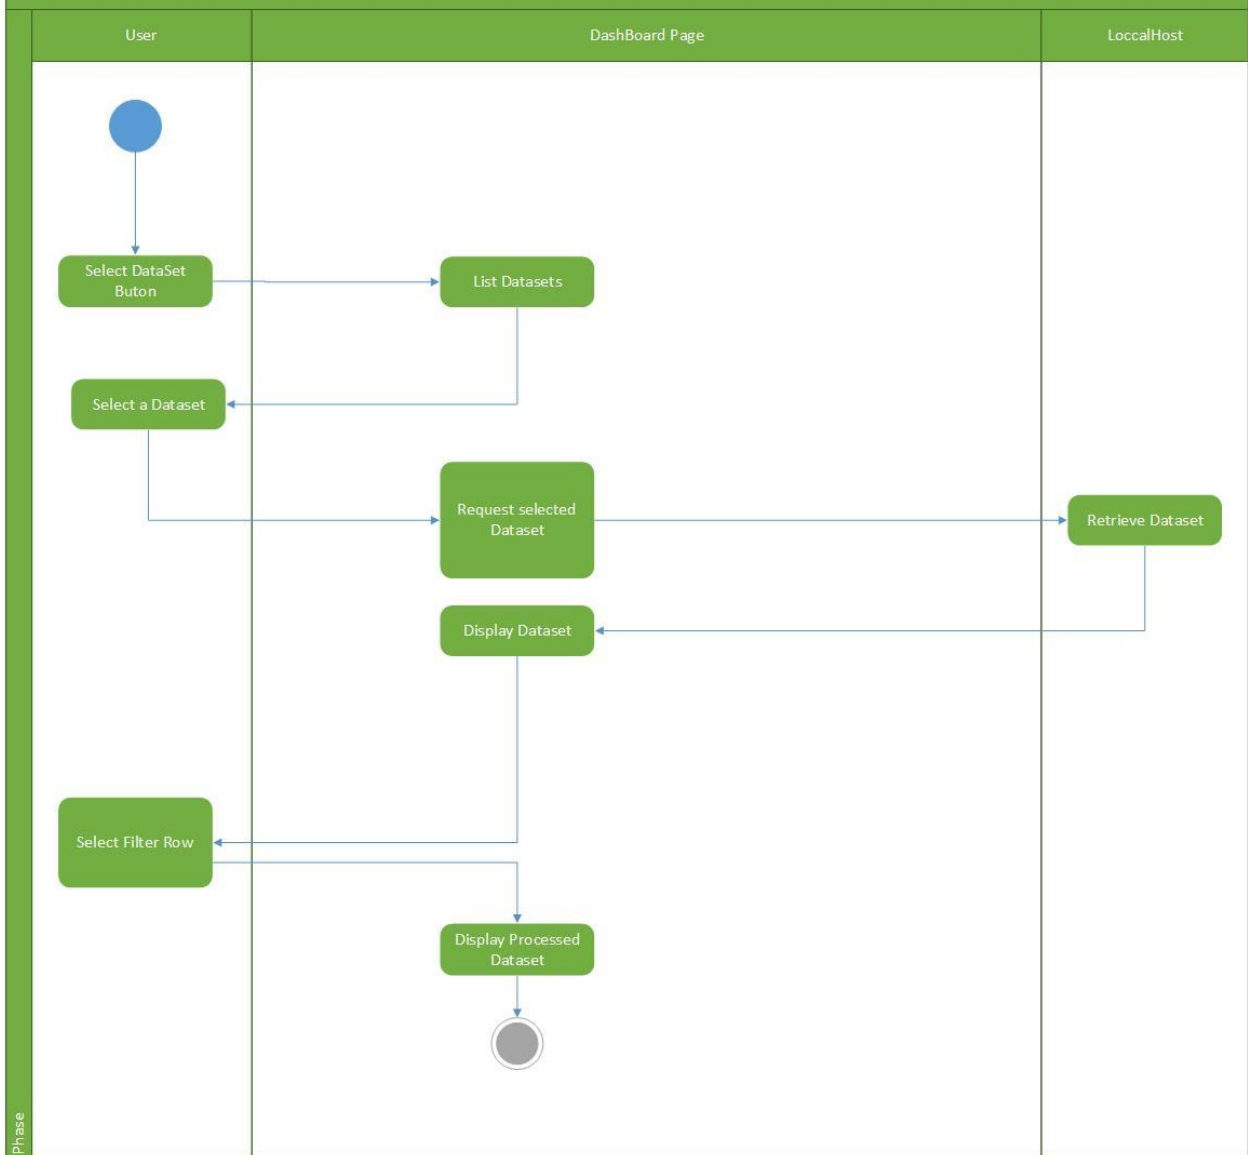 User
DashBoard Page
LoccalHost
Select DataSet
Buton
List Datasets
Select a Dataset
Request selected
Dataset
Retrieve Dataset
Display Dataset
Select Filter Row
Display Processed
Dataset
Phase